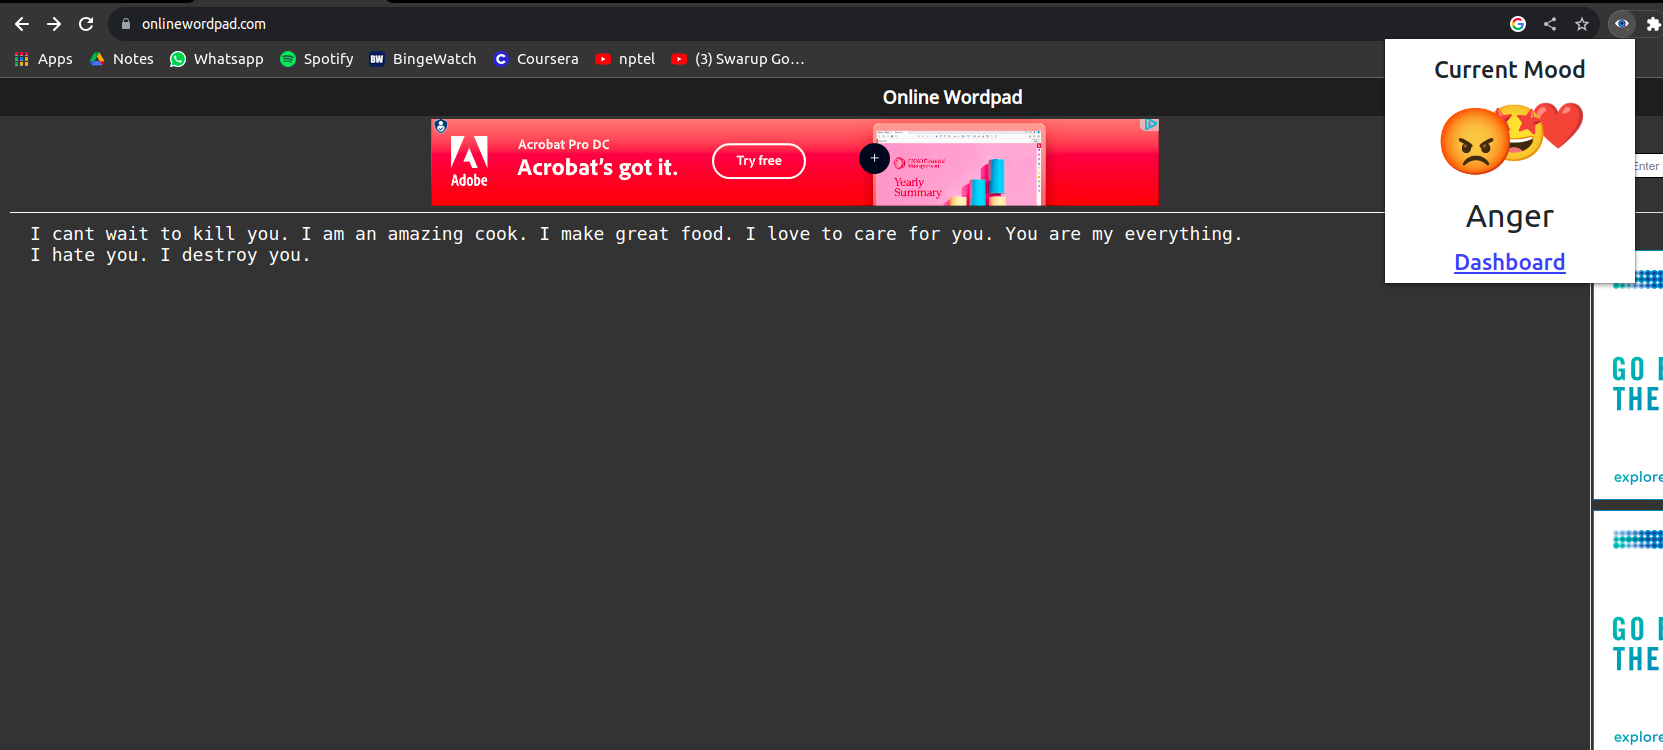 onlinewordpad.com
Apps Notes Whatsapp Spotify BingeWatch Coursera nptel (3) Swarup Go...
Current Mood
Online Wordpad
Acrobat Pro DC
Acrobat's got it.
Try free
Adobe
Yearly
Summary
Enter
Anger
Dashboard
I cant wait to kill you. I am an amazing cook. I make great food. I love to care for you. You are my everything.
I hate you. I destroy you.
GO
THE
explore
GO
THE
explore